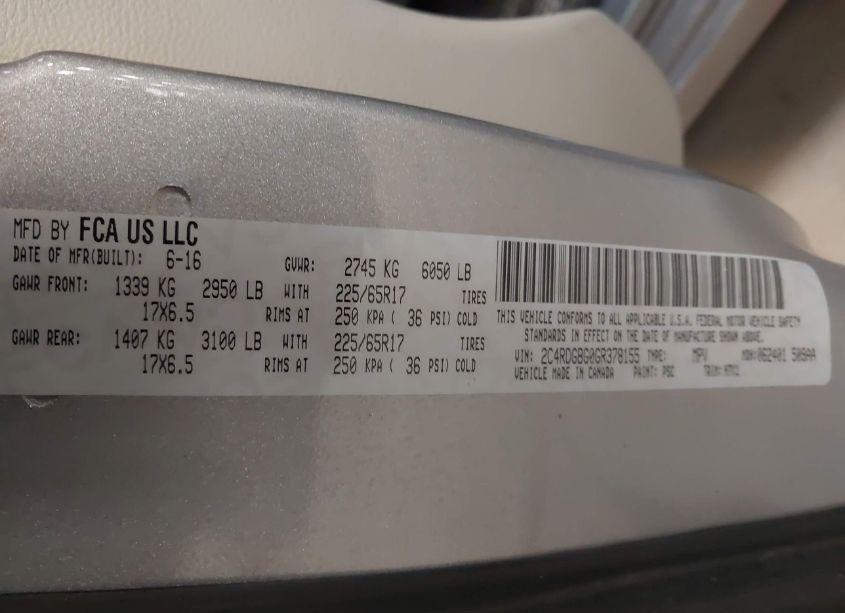 MFD BY FCA US LLC
DATE OF MFR(BUILT): 6-16 GVWR: 2745 KG 6050 LB
GAWR FRONT: 1339 KG 2950 LB WITH 225/65R17 TIRES
17X6.5 RIMS AT 250 KPA ( 36 PSI) COLD
GAWR REAR: 1407 KG 3100 LB WITH 225/65R17 TIRES
17X6.5 RIMS AT 250 KPA ( 36 PSI) COLD
THIS VEHICLE CONFORMS TO ALL APPLICABLE U.S.A. FEDERAL MOTOR VEHICLE SAFETY
STANDARDS IN EFFECT ON THE DATE OF MANUFACTURE SHOWN ABOVE.
VIN: 2C4RDGBG0GR378155 TYPE: MPV MDH: 062401 509AA
VEHICLE MADE IN CANADA PAINT: PSC TRIM: